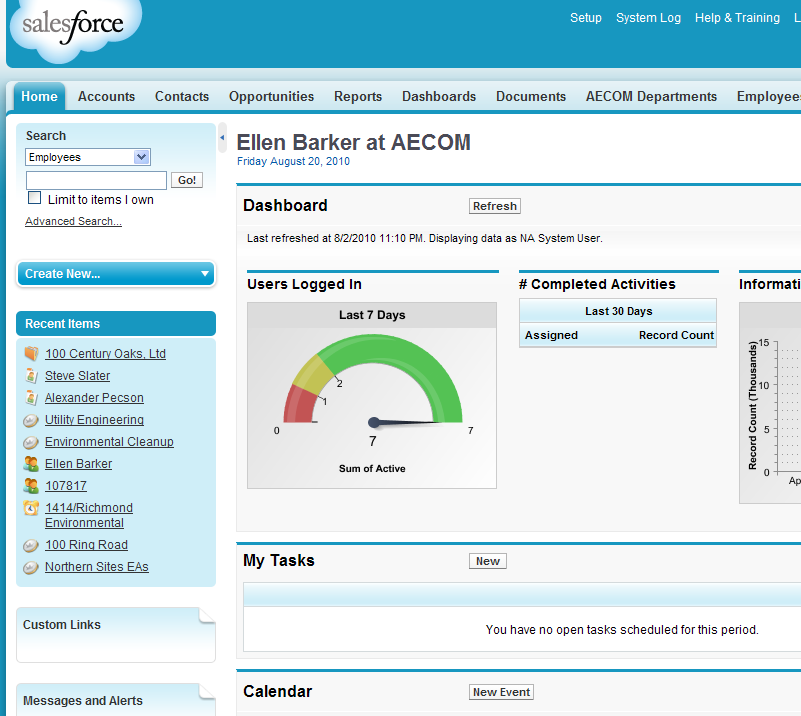 salesforce
Setup System Log Help & Training
Home Accounts Contacts Opportunities Reports Dashboards Documents AECOM Departments Employees
Search
Employees
Go!
Limit to items I own
Advanced Search...
Create New...
Recent Items
100 Century Oaks, Ltd
Steve Slater
Alexander Pecson
Utility Engineering
Environmental Cleanup
Ellen Barker
107817
1414/Richmond
Environmental
100 Ring Road
Northern Sites EAs
Custom Links
Messages and Alerts
Ellen Barker at AECOM
Friday August 20, 2010
Dashboard Refresh
Last refreshed at 8/2/2010 11:10 PM. Displaying data as NA System User.
Users Logged In
Last 7 Days
0
1
2
7
7
Sum of Active
# Completed Activities
Last 30 Days
Assigned Record Count
Informati
Record Count (Thousands)
15
10
5
0
Ap
My Tasks New
You have no open tasks scheduled for this period.
Calendar New Event